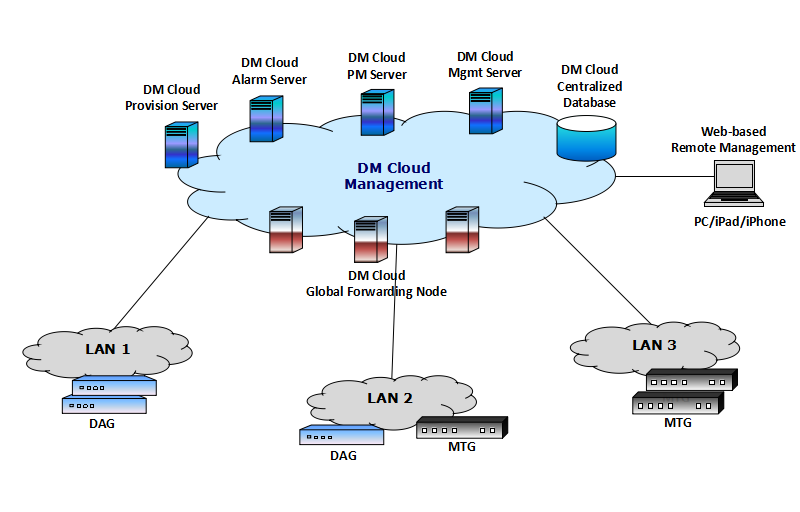 DM Cloud
Provision Server
DM Cloud
Alarm Server
DM Cloud
PM Server
DM Cloud
Mgmt Server
DM Cloud
Centralized
Database
Web-based
Remote Management
PC/iPad/iPhone
DM Cloud
Management
DM Cloud
Global Forwarding Node
LAN 1
DAG
LAN 2
DAG
MTG
LAN 3
MTG